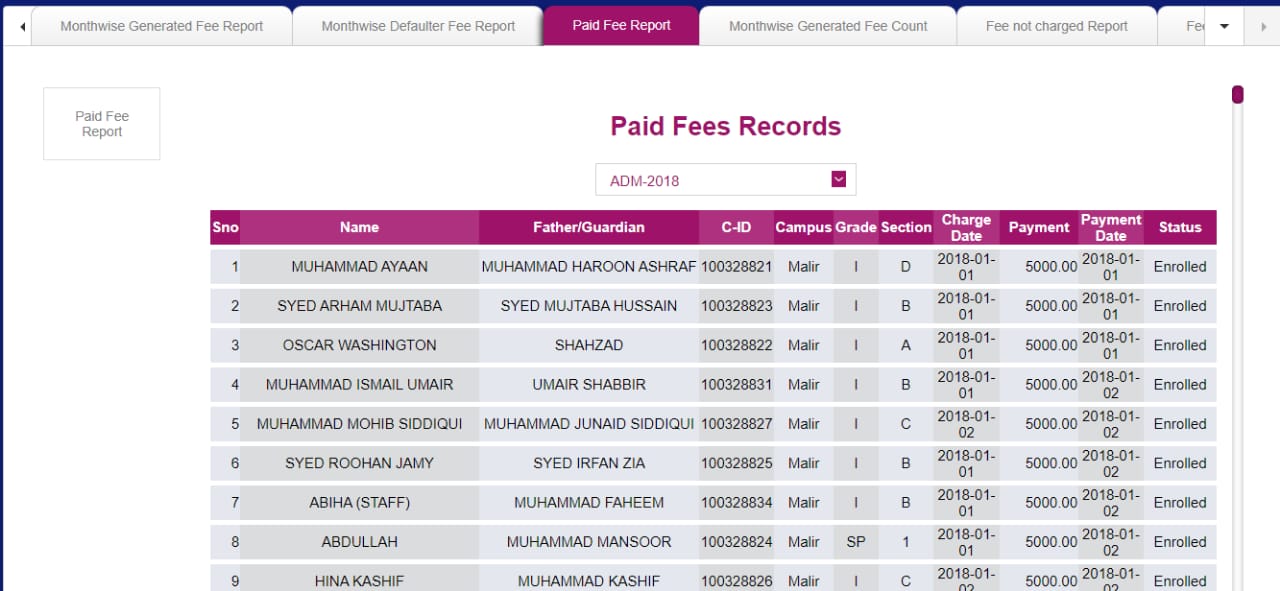 Monthwise Generated Fee Report Monthwise Defaulter Fee Report Paid Fee Report Monthwise Generated Fee Count Fee not charged Report
Paid Fee
Report
Paid Fees Records
ADM-2018
Sno Name Father/Guardian C-ID Campus Grade Section Charge Date Payment Payment Date Status
1 MUHAMMAD AYAAN MUHAMMAD HAROON ASHRAF 100328821 Malir I D 2018-01-01 5000.00 2018-01-01 Enrolled
2 SYED ARHAM MUJTABA SYED MUJTABA HUSSAIN 100328823 Malir I B 2018-01-01 5000.00 2018-01-01 Enrolled
3 OSCAR WASHINGTON SHAHZAD 100328822 Malir I A 2018-01-01 5000.00 2018-01-01 Enrolled
4 MUHAMMAD ISMAIL UMAIR UMAIR SHABBIR 100328831 Malir I B 2018-01-01 5000.00 2018-01-02 Enrolled
5 MUHAMMAD MOHIB SIDDIQUI MUHAMMAD JUNAID SIDDIQUI 100328827 Malir I C 2018-01-02 5000.00 2018-01-02 Enrolled
6 SYED ROOHAN JAMY SYED IRFAN ZIA 100328825 Malir I B 2018-01-01 5000.00 2018-01-02 Enrolled
7 ABIHA (STAFF) MUHAMMAD FAHEEM 100328834 Malir I B 2018-01-01 5000.00 2018-01-02 Enrolled
8 ABDULLAH MUHAMMAD MANSOOR 100328824 Malir SP 1 2018-01-01 5000.00 2018-01-02 Enrolled
9 HINA KASHIF MUHAMMAD KASHIF 100328826 Malir I C 2018-01-02 5000.00 2018-01-02 Enrolled